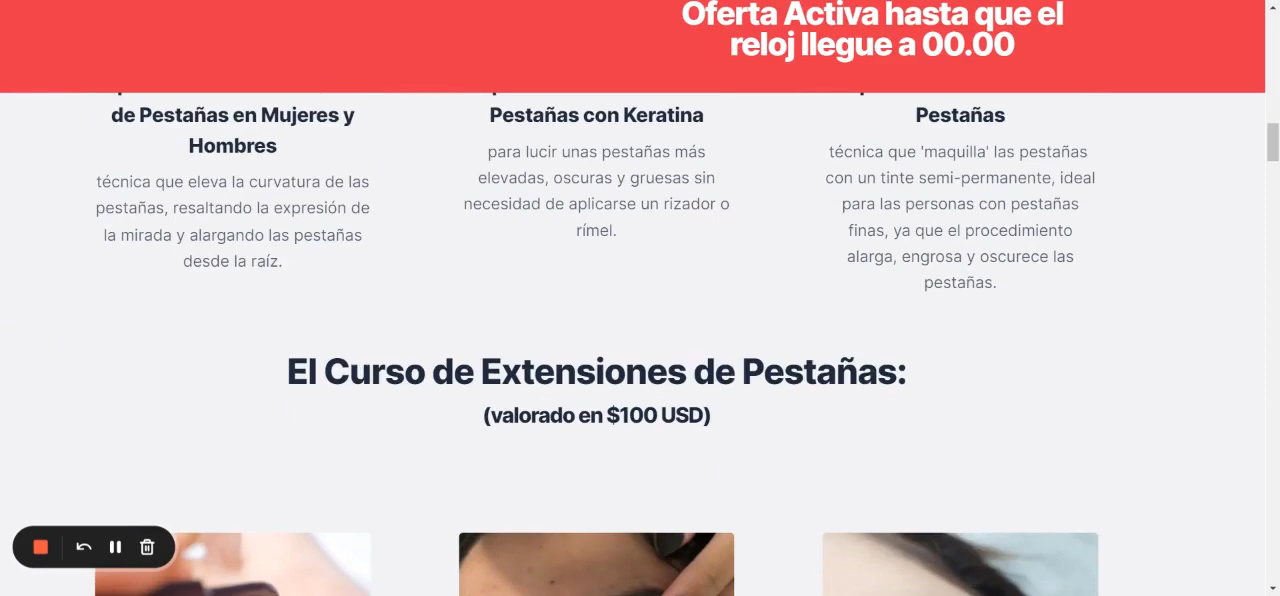 Oferta Activa hasta que el
reloj llegue a 00.00
de Pestañas en Mujeres y
Hombres
técnica que eleva la curvatura de las
pestañas, resaltando la expresión de
la mirada y alargando las pestañas
desde la raíz.
Pestañas con Keratina
para lucir unas pestañas más
elevadas, oscuras y gruesas sin
necesidad de aplicarse un rizador o
rímel.
Pestañas
técnica que 'maquilla' las pestañas
con un tinte semi-permanente, ideal
para las personas con pestañas
finas, ya que el procedimiento
alarga, engrosa y oscurece las
pestañas.
El Curso de Extensiones de Pestañas:
(valorado en $100 USD)